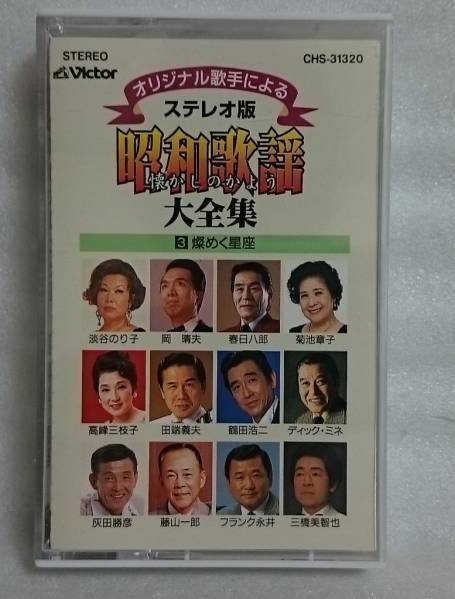 STEREO
Victor
CHS-31320
オリジナル歌手による
ステレオ版
昭和歌謡
懐かしのかよう
大全集
3 燦めく星座
淡谷のり子 岡 晴夫 春日八郎 菊池章子
高峰三枝子 田端義夫 鶴田浩二 ディック・ミネ
灰田勝彦 藤山一郎 フランク永井 三橋美智也